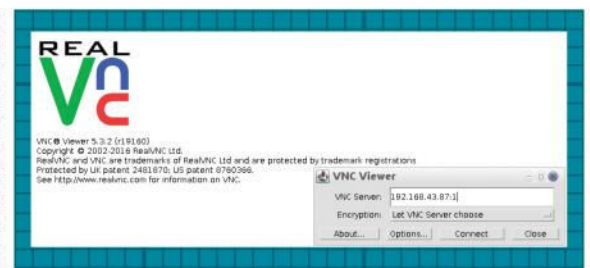 REAL
VNC
VNC® Viewer 5.3.2 (r19160)
Copyright © 2002-2016 RealVNC Ltd.
RealVNC and VNC are trademarks of RealVNC Ltd and are protected by trademark registrations
Protected by UK patent 2481870; US patent 8760366.
See http://www.realvnc.com for information on VNC.
VNC Viewer
VNC Server: 192.168.43.87:1
Encryption: Let VNC Server choose
About... Options... Connect Close